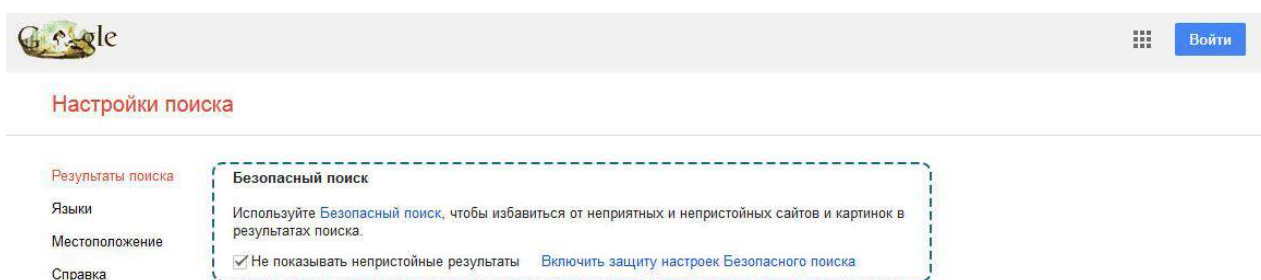 Google
Войти
Настройки поиска
Результаты поиска
Языки
Местоположение
Справка
Безопасный поиск
Используйте Безопасный поиск, чтобы избавиться от неприятных и непристойных сайтов и картинок в
результатах поиска.
Не показывать непристойные результаты Включить защиту настроек Безопасного поиска